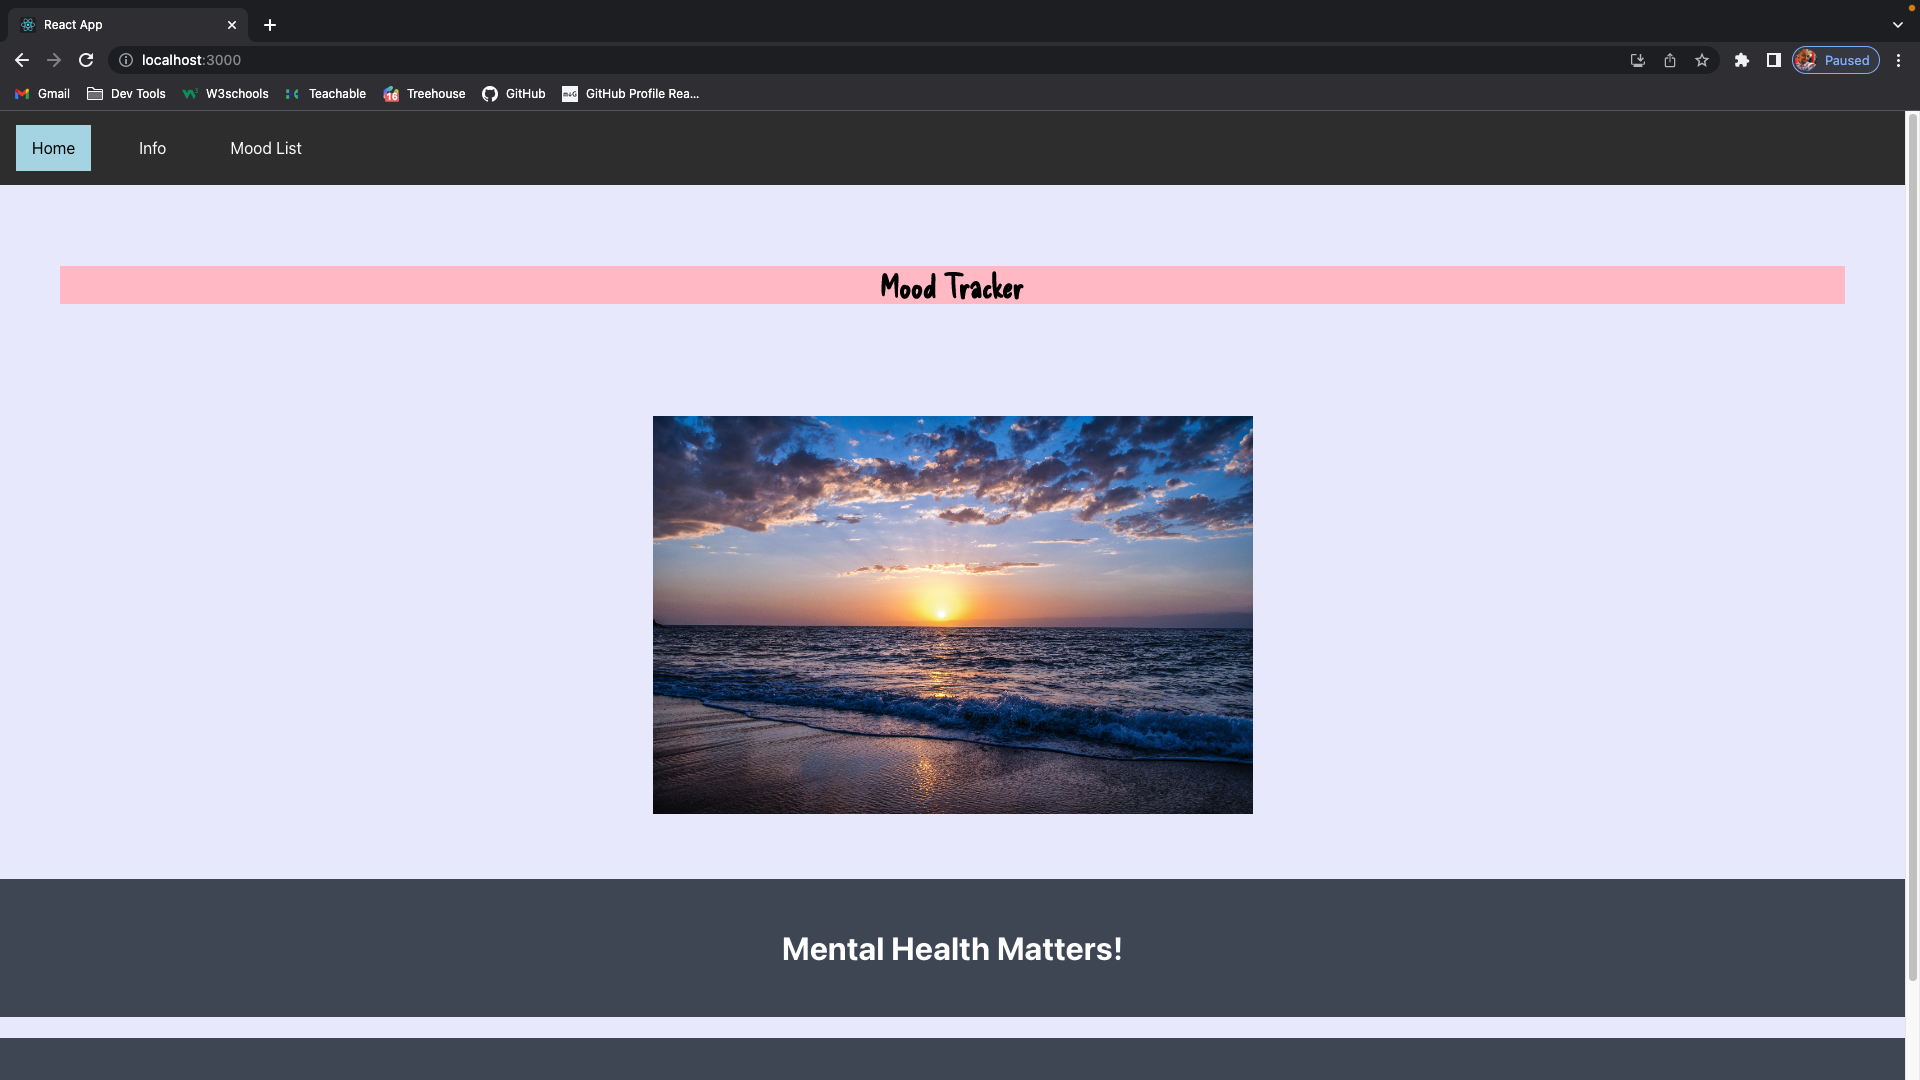 React App
localhost:3000
Paused
Gmail Dev Tools W3schools Teachable Treehouse GitHub GitHub Profile Rea...
Home Info Mood List
Mood Tracker
Mental Health Matters!